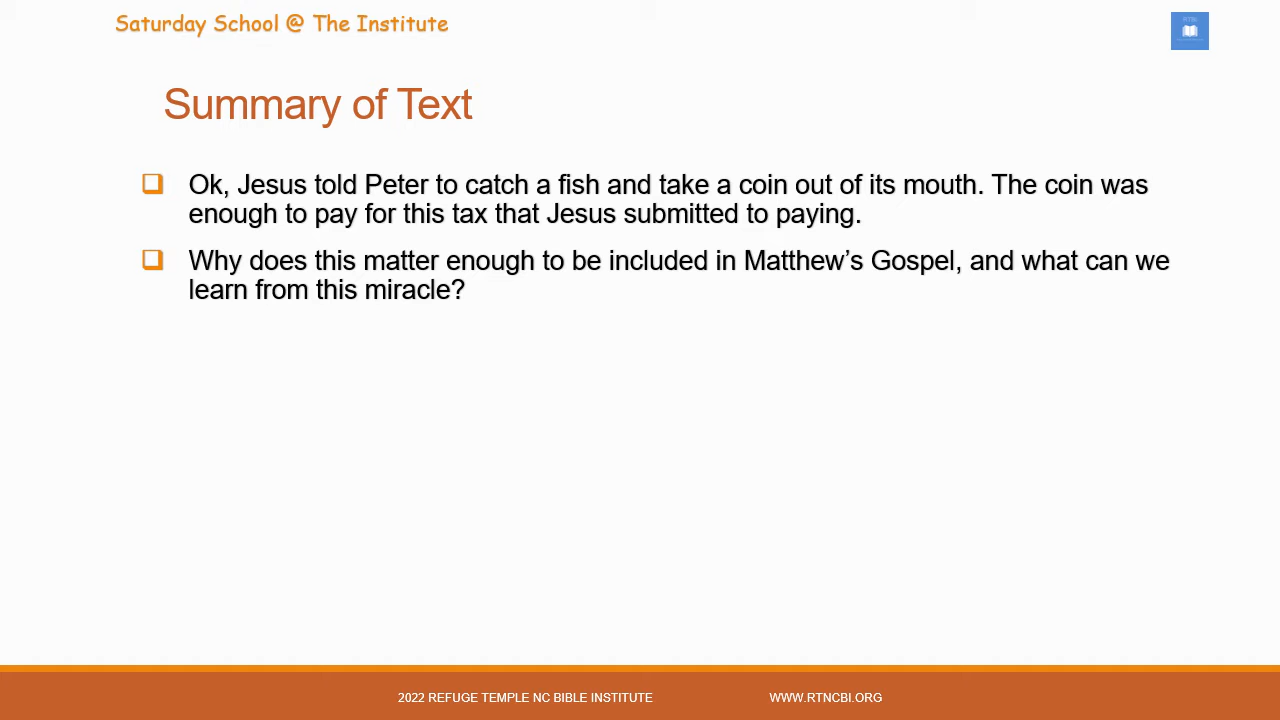 Saturday School @ The Institute
Summary of Text
Ok, Jesus told Peter to catch a fish and take a coin out of its mouth. The coin was
enough to pay for this tax that Jesus submitted to paying.
Why does this matter enough to be included in Matthew’s Gospel, and what can we
learn from this miracle?
2022 REFUGE TEMPLE NC BIBLE INSTITUTE
WWW.RTNCBI.ORG